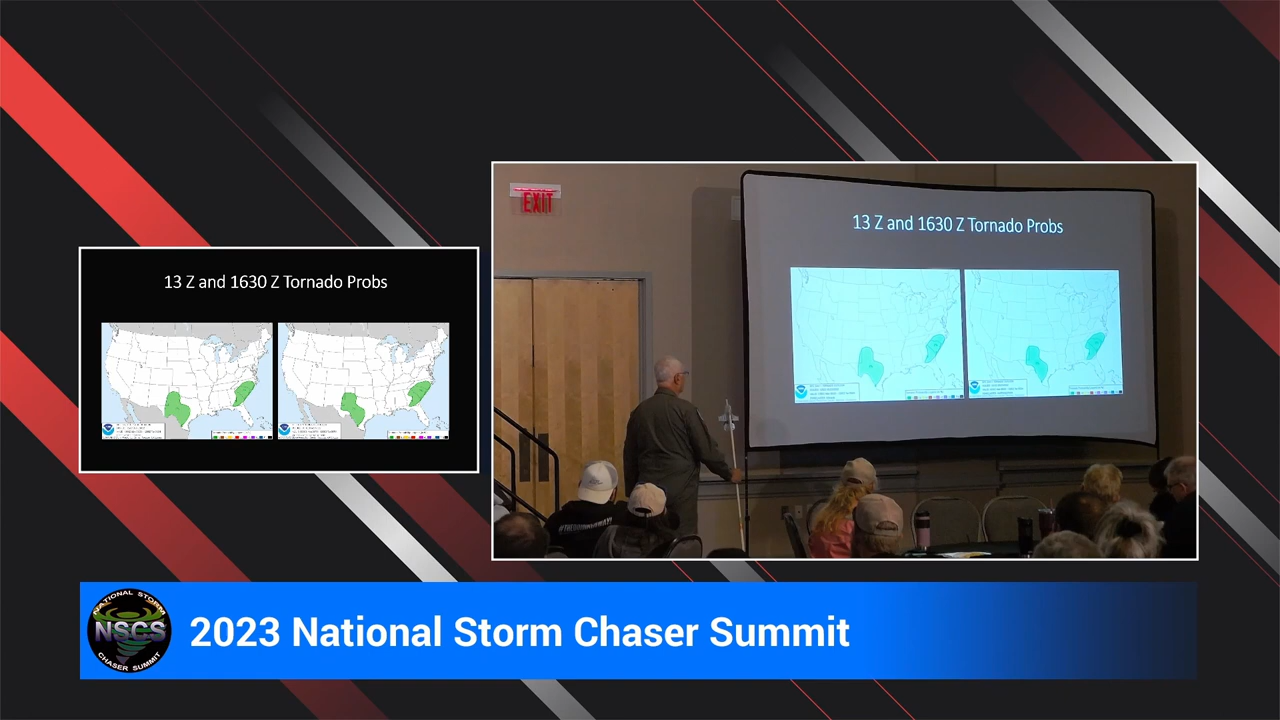 EXIT
13 Z and 1630 Z Tornado Probs
13 Z and 1630 Z Tornado Probs
NATIONAL STORM
NSCS
CHASER SUMMIT
2023 National Storm Chaser Summit